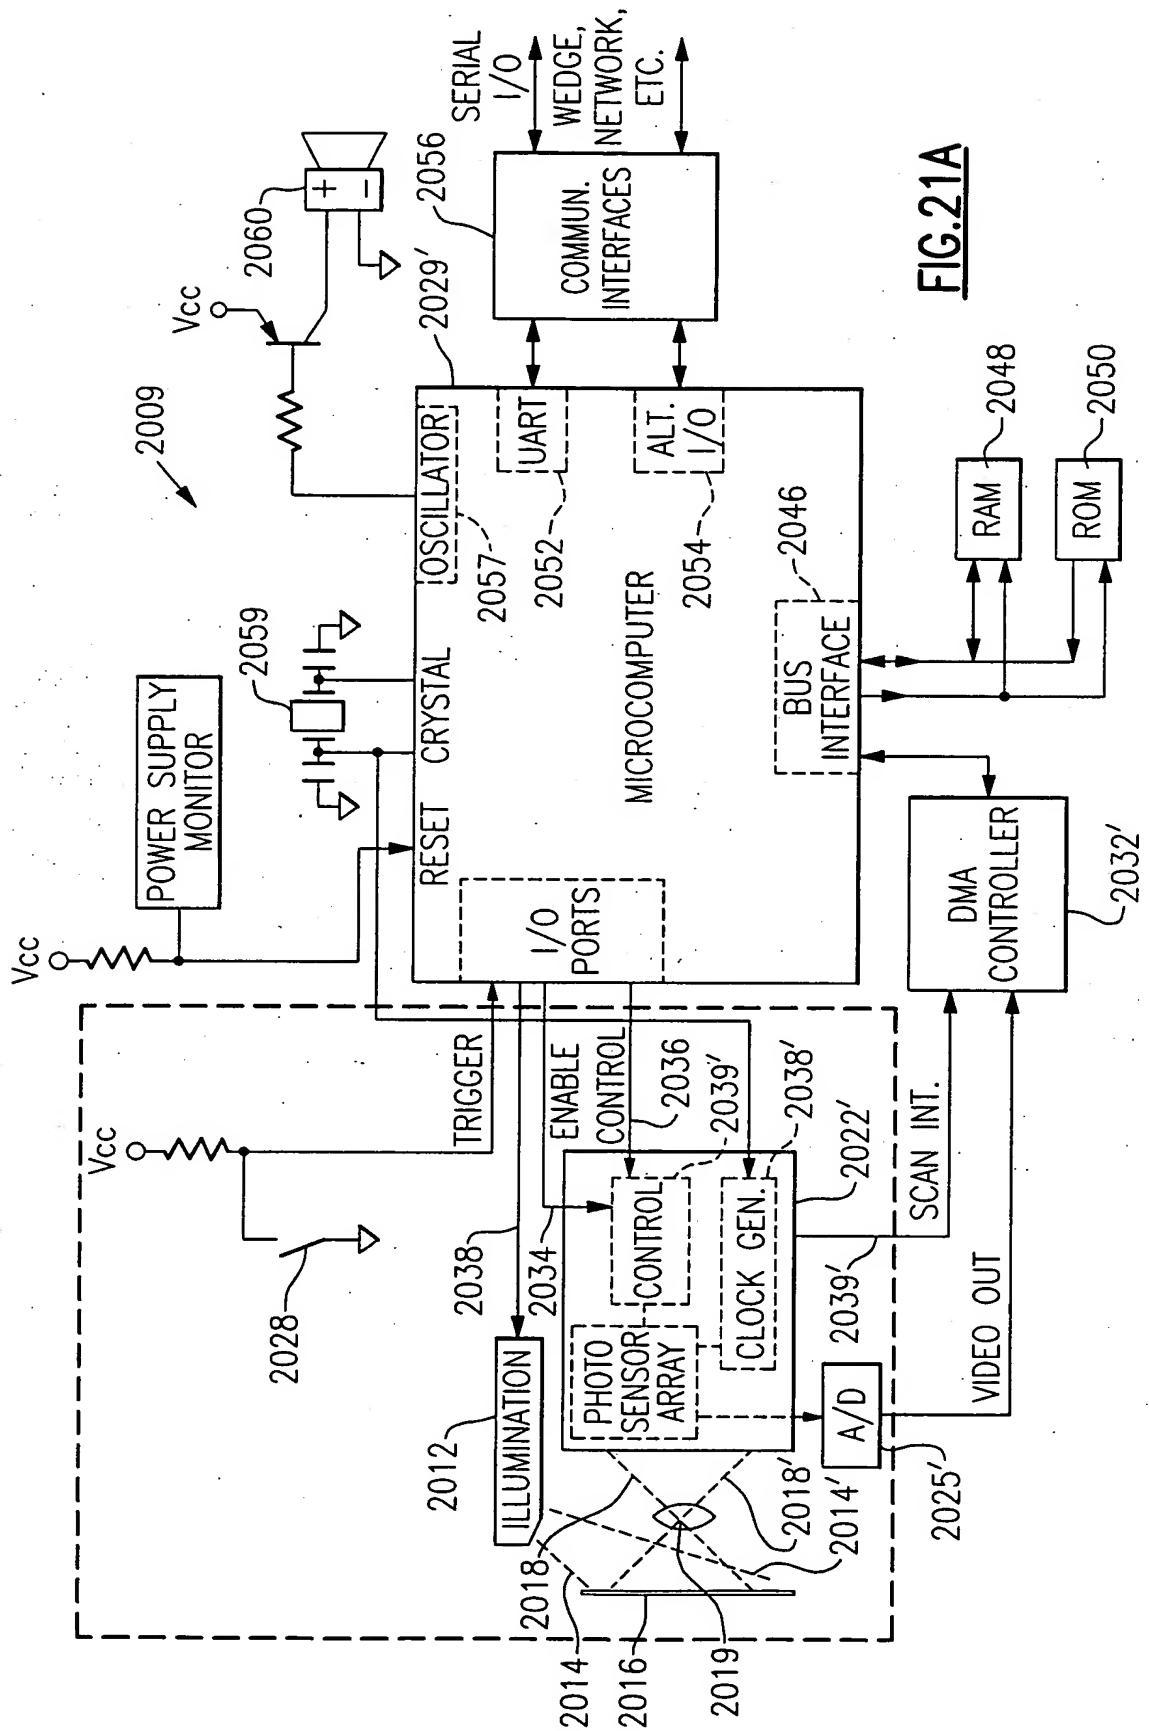 2009
Vcc
2060
+
−
SERIAL
I/O
WEDGE,
NETWORK,
ETC.
2056
COMMUN.
INTERFACES
2029'
Vcc
POWER SUPPLY
MONITOR
2059
RESET
CRYSTAL
OSCILLATOR
2057
UART
2052
ALT.
I/O
2054
MICROCOMPUTER
I/O
PORTS
BUS
INTERFACE
2046
RAM
2048
ROM
2050
DMA
CONTROLLER
2032'
Vcc
2028
TRIGGER
2038
ENABLE
2034
CONTROL
2036
2039'
2038'
2022'
ILLUMINATION
2012
PHOTO
SENSOR
ARRAY
CONTROL
CLOCK GEN.
2039'
SCAN INT.
A/D
2025'
VIDEO OUT
2014
2018
2016
2019
2018'
2014'
FIG.21A